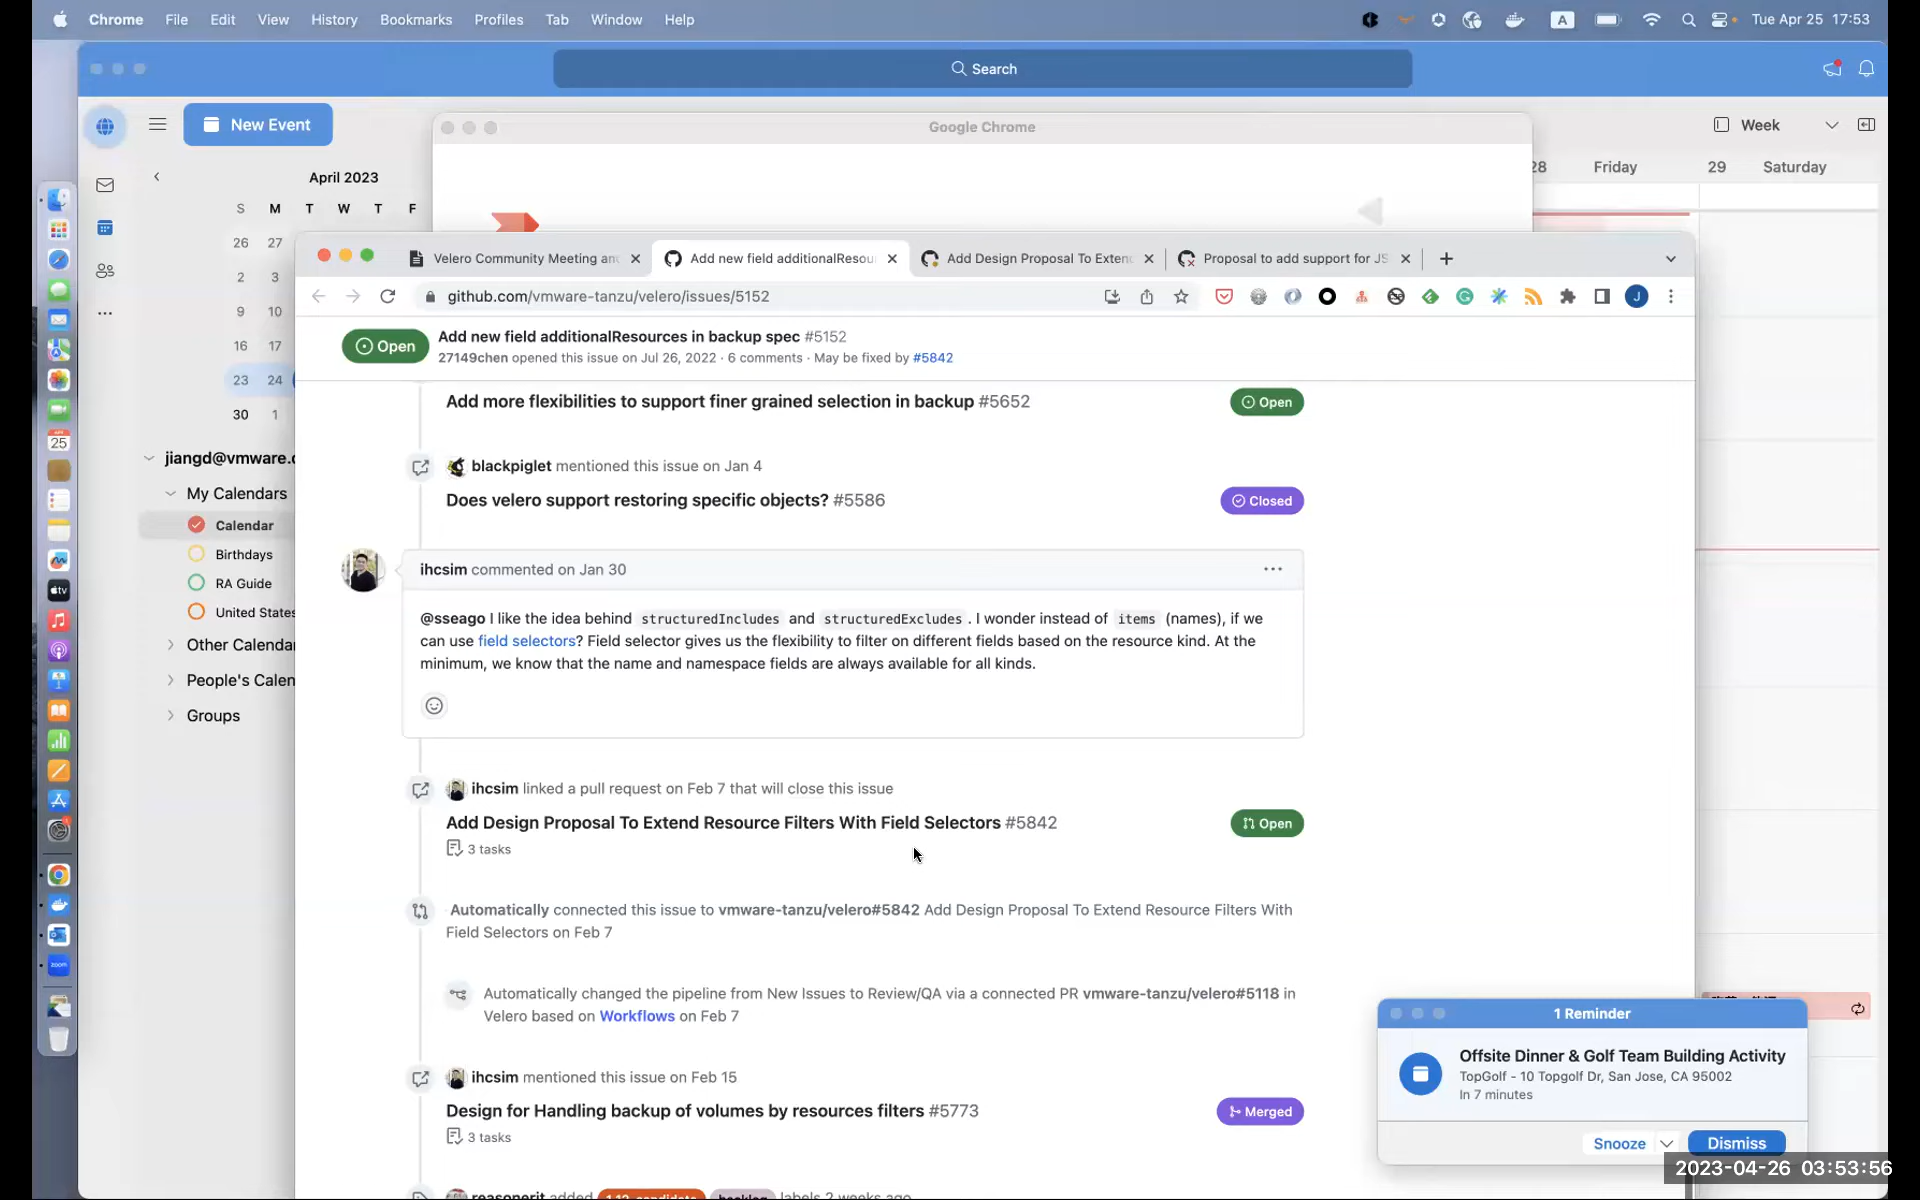 Chrome File Edit View History Bookmarks Profiles Tab Window Help
A
Tue Apr 25 17:53
Search
New Event
Google Chrome
Week
April 2023
28 Friday
29 Saturday
S M T W T F
26 27
2 3
9 10
16 17
23 24
30 1
Velero Community Meeting an
Add new field additionalResou
Add Design Proposal To Exten
Proposal to add support for JS
github.com/vmware-tanzu/velero/issues/5152
J
Open
Add new field additionalResources in backup spec #5152
27149chen opened this issue on Jul 26, 2022 · 6 comments · May be fixed by #5842
Add more flexibilities to support finer grained selection in backup #5652
Open
blackpiglet mentioned this issue on Jan 4
Does velero support restoring specific objects? #5586
Closed
jiangd@vmware.c
My Calendars
Calendar
Birthdays
RA Guide
United States
Other Calenda
People's Calen
Groups
25
tv
zoom
ihcsim commented on Jan 30
@sseago I like the idea behind structuredIncludes and structuredExcludes . I wonder instead of items (names), if we
can use field selectors? Field selector gives us the flexibility to filter on different fields based on the resource kind. At the
minimum, we know that the name and namespace fields are always available for all kinds.
ihcsim linked a pull request on Feb 7 that will close this issue
Add Design Proposal To Extend Resource Filters With Field Selectors #5842
Open
3 tasks
Automatically connected this issue to vmware-tanzu/velero#5842 Add Design Proposal To Extend Resource Filters With
Field Selectors on Feb 7
Automatically changed the pipeline from New Issues to Review/QA via a connected PR vmware-tanzu/velero#5118 in
Velero based on Workflows on Feb 7
ihcsim mentioned this issue on Feb 15
Design for Handling backup of volumes by resources filters #5773
Merged
3 tasks
reasonerjt added 1.12-candidate backlog labels 2 weeks ago
1 Reminder
Offsite Dinner & Golf Team Building Activity
TopGolf - 10 Topgolf Dr, San Jose, CA 95002
In 7 minutes
Snooze
Dismiss
2023-04-26 03:53:56